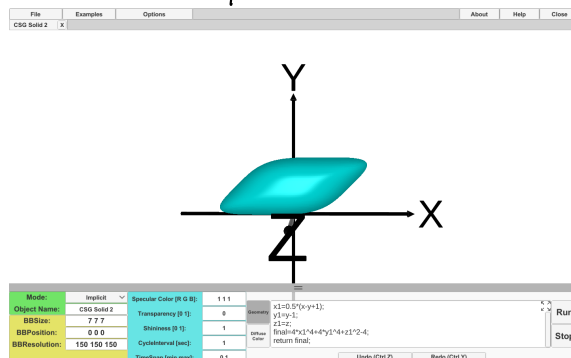 File Examples Options About Help Close
CSG Solid 2 X
Y
X
Z
Mode: Implicit
Object Name: CSG Solid 2
BBSize: 7 7 7
BBPosition: 0 0 0
BBResolution: 150 150 150
Specular Color [R G B]: 1 1 1
Transparency [0 1]: 0
Shininess [0 1]: 1
CycleInterval [sec]: 1
TimeSpan [min max]: 0 1
Geometry
Diffuse
Color
x1=0.5*(x-y+1);
y1=y-1;
z1=z;
final=4*x1^4+4*y1^4+z1^2-4;
return final;
Run
Stop
Undo (Ctrl Z) Redo (Ctrl Y)